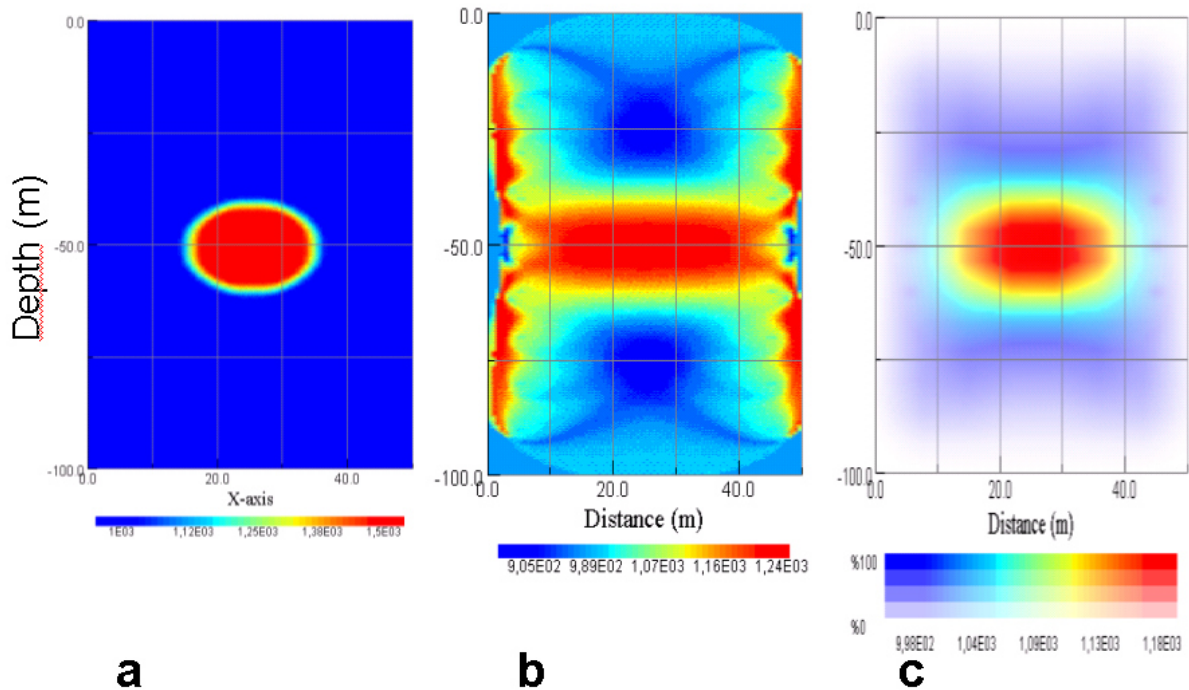 Depth (m)
0.0
-50.0
-100.0
0.0 20.0 40.0
X-axis
1E03 1,12E03 1,25E03 1,38E03 1,5E03
a
0.0
-50.0
-100.0
0.0 20.0 40.0
Distance (m)
9,05E02 9,89E02 1,07E03 1,16E03 1,24E03
b
0.0
-50.0
-100.0
0.0 20.0 40.0
Distance (m)
%100
%0
9,98E02 1,04E03 1,09E03 1,13E03 1,18E03
c